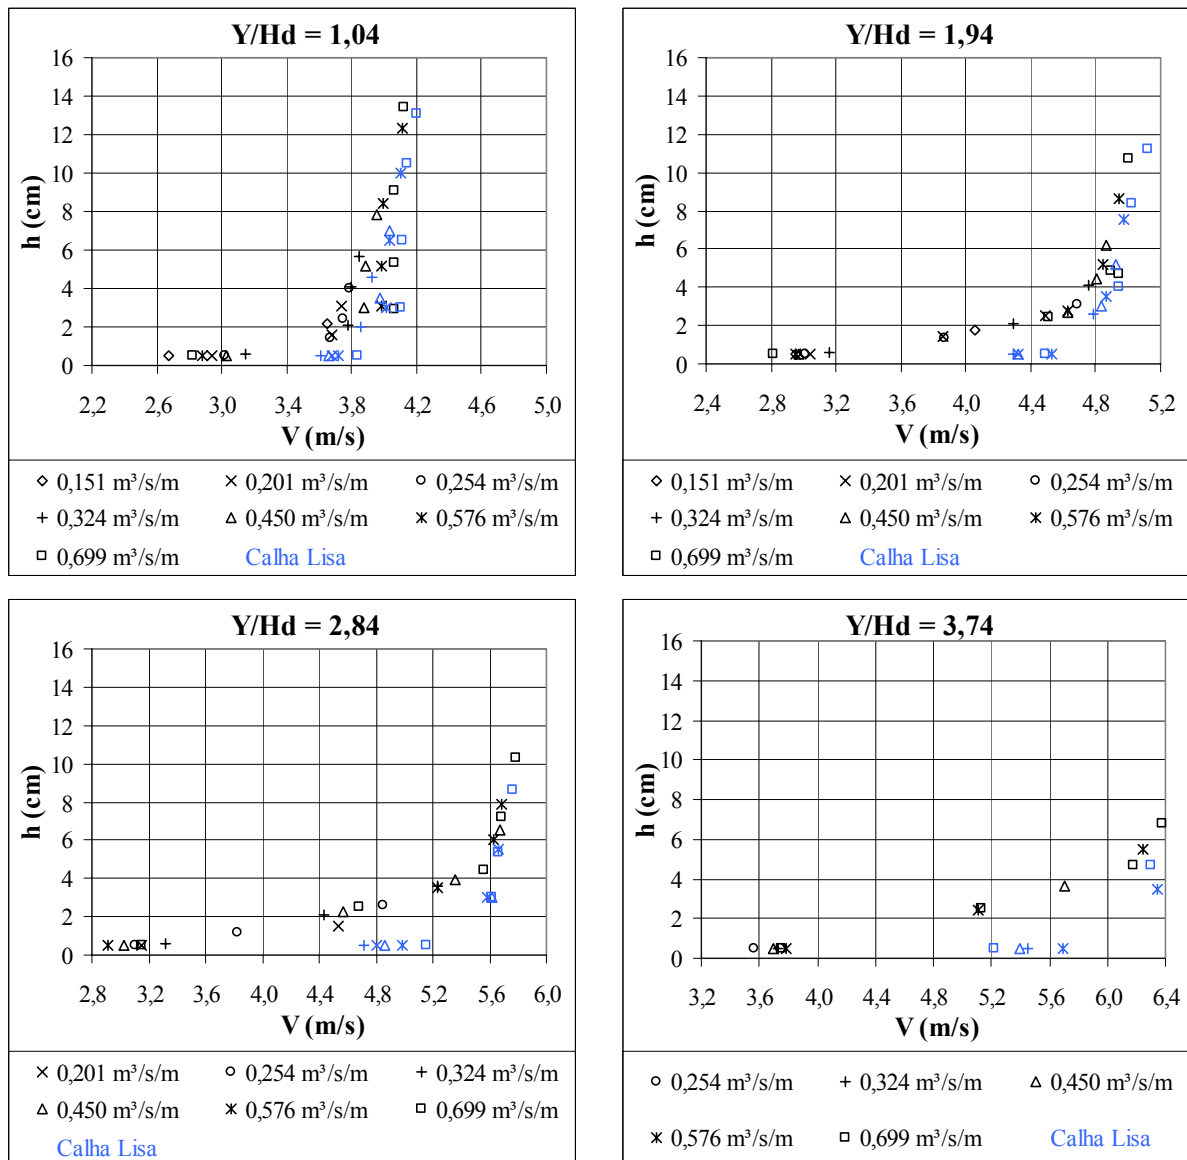 Y/Hd = 1,04
h (cm)
16
14
12
10
8
6
4
2
0
2,2 2,6 3,0 3,4 3,8 4,2 4,6 5,0
V (m/s)
0,151 m³/s/m 0,201 m³/s/m 0,254 m³/s/m
0,324 m³/s/m 0,450 m³/s/m 0,576 m³/s/m
0,699 m³/s/m Calha Lisa
Y/Hd = 1,94
h (cm)
16
14
12
10
8
6
4
2
0
2,4 2,8 3,2 3,6 4,0 4,4 4,8 5,2
V (m/s)
0,151 m³/s/m 0,201 m³/s/m 0,254 m³/s/m
0,324 m³/s/m 0,450 m³/s/m 0,576 m³/s/m
0,699 m³/s/m Calha Lisa
Y/Hd = 2,84
h (cm)
16
14
12
10
8
6
4
2
0
2,8 3,2 3,6 4,0 4,4 4,8 5,2 5,6 6,0
V (m/s)
0,201 m³/s/m 0,254 m³/s/m 0,324 m³/s/m
0,450 m³/s/m 0,576 m³/s/m 0,699 m³/s/m
Calha Lisa
Y/Hd = 3,74
h (cm)
16
14
12
10
8
6
4
2
0
3,2 3,6 4,0 4,4 4,8 5,2 5,6 6,0 6,4
V (m/s)
0,254 m³/s/m 0,324 m³/s/m 0,450 m³/s/m
0,576 m³/s/m 0,699 m³/s/m Calha Lisa